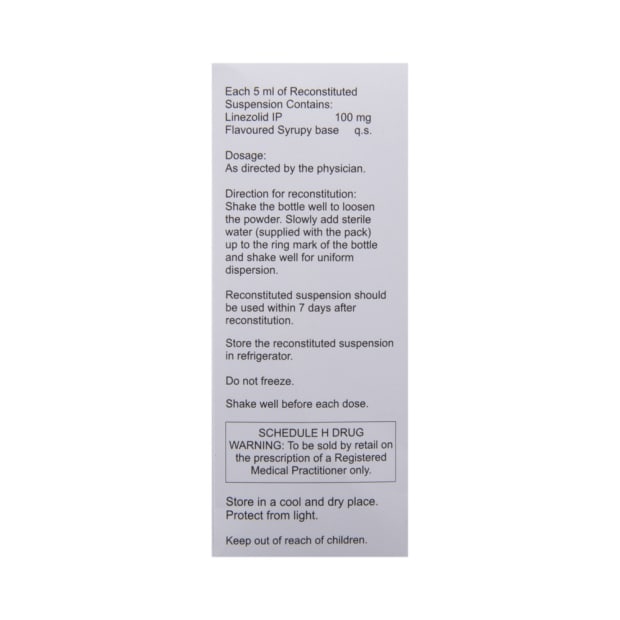 Each 5 ml of Reconstituted
Suspension Contains:
Linezolid IP 100 mg
Flavoured Syrupy base q.s.
Dosage:
As directed by the physician.
Direction for reconstitution:
Shake the bottle well to loosen
the powder. Slowly add sterile
water (supplied with the pack)
up to the ring mark of the bottle
and shake well for uniform
dispersion.
Reconstituted suspension should
be used within 7 days after
reconstitution.
Store the reconstituted suspension
in refrigerator.
Do not freeze.
Shake well before each dose.
SCHEDULE H DRUG
WARNING: To be sold by retail on
the prescription of a Registered
Medical Practitioner only.
Store in a cool and dry place.
Protect from light.
Keep out of reach of children.